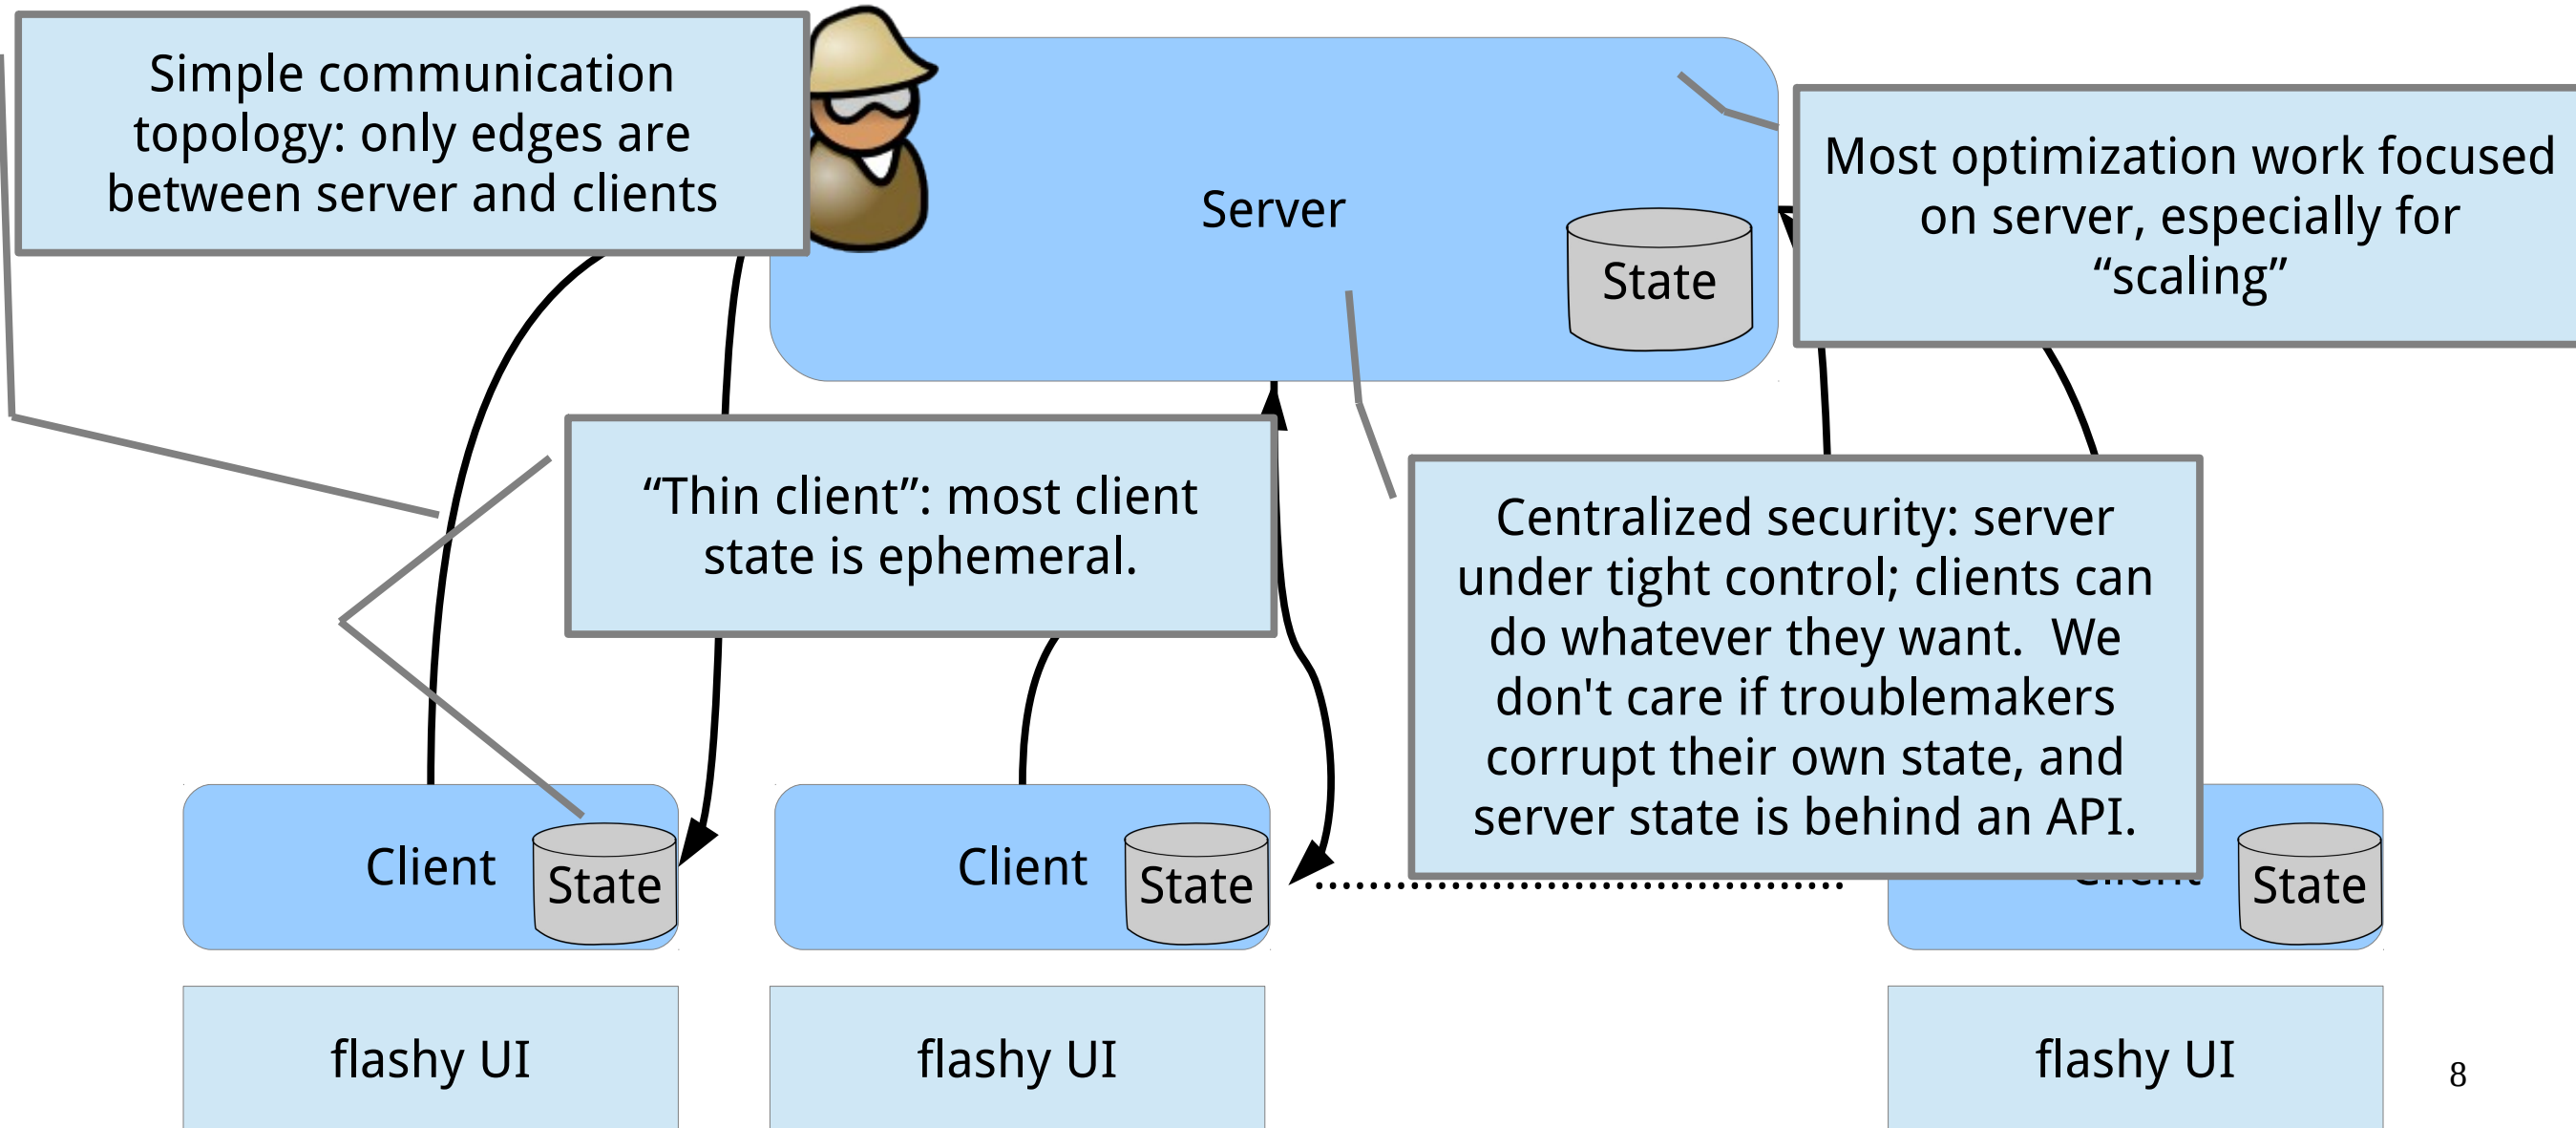 Simple communication
topology: only edges are
between server and clients
Server
State
Most optimization work focused
on server, especially for
“scaling”
“Thin client”: most client
state is ephemeral.
Centralized security: server
under tight control; clients can
do whatever they want.  We
don't care if troublemakers
corrupt their own state, and
server state is behind an API.
Client
State
Client
State
State
flashy UI
flashy UI
flashy UI
8